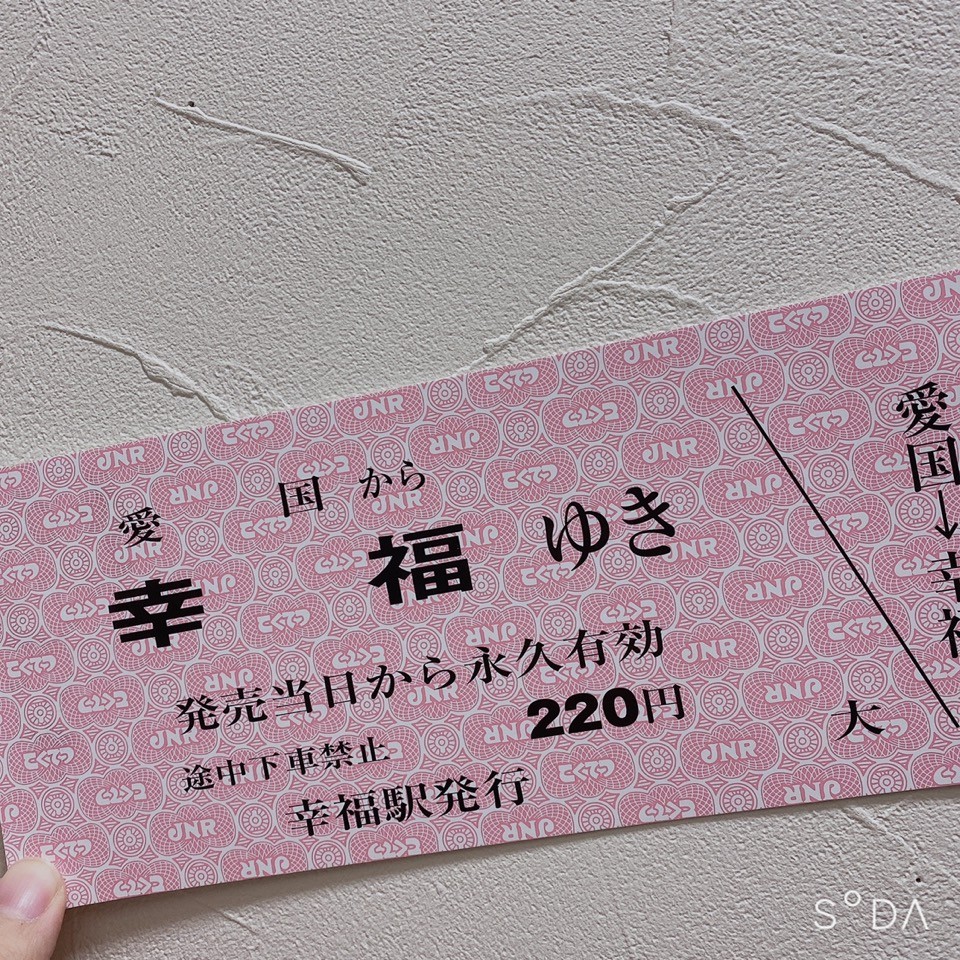 愛国から
幸福ゆき
発売当日から永久有効
220円
途中下車禁止
幸福駅発行
大
愛国→幸福
JNR
こくてつ
SODA